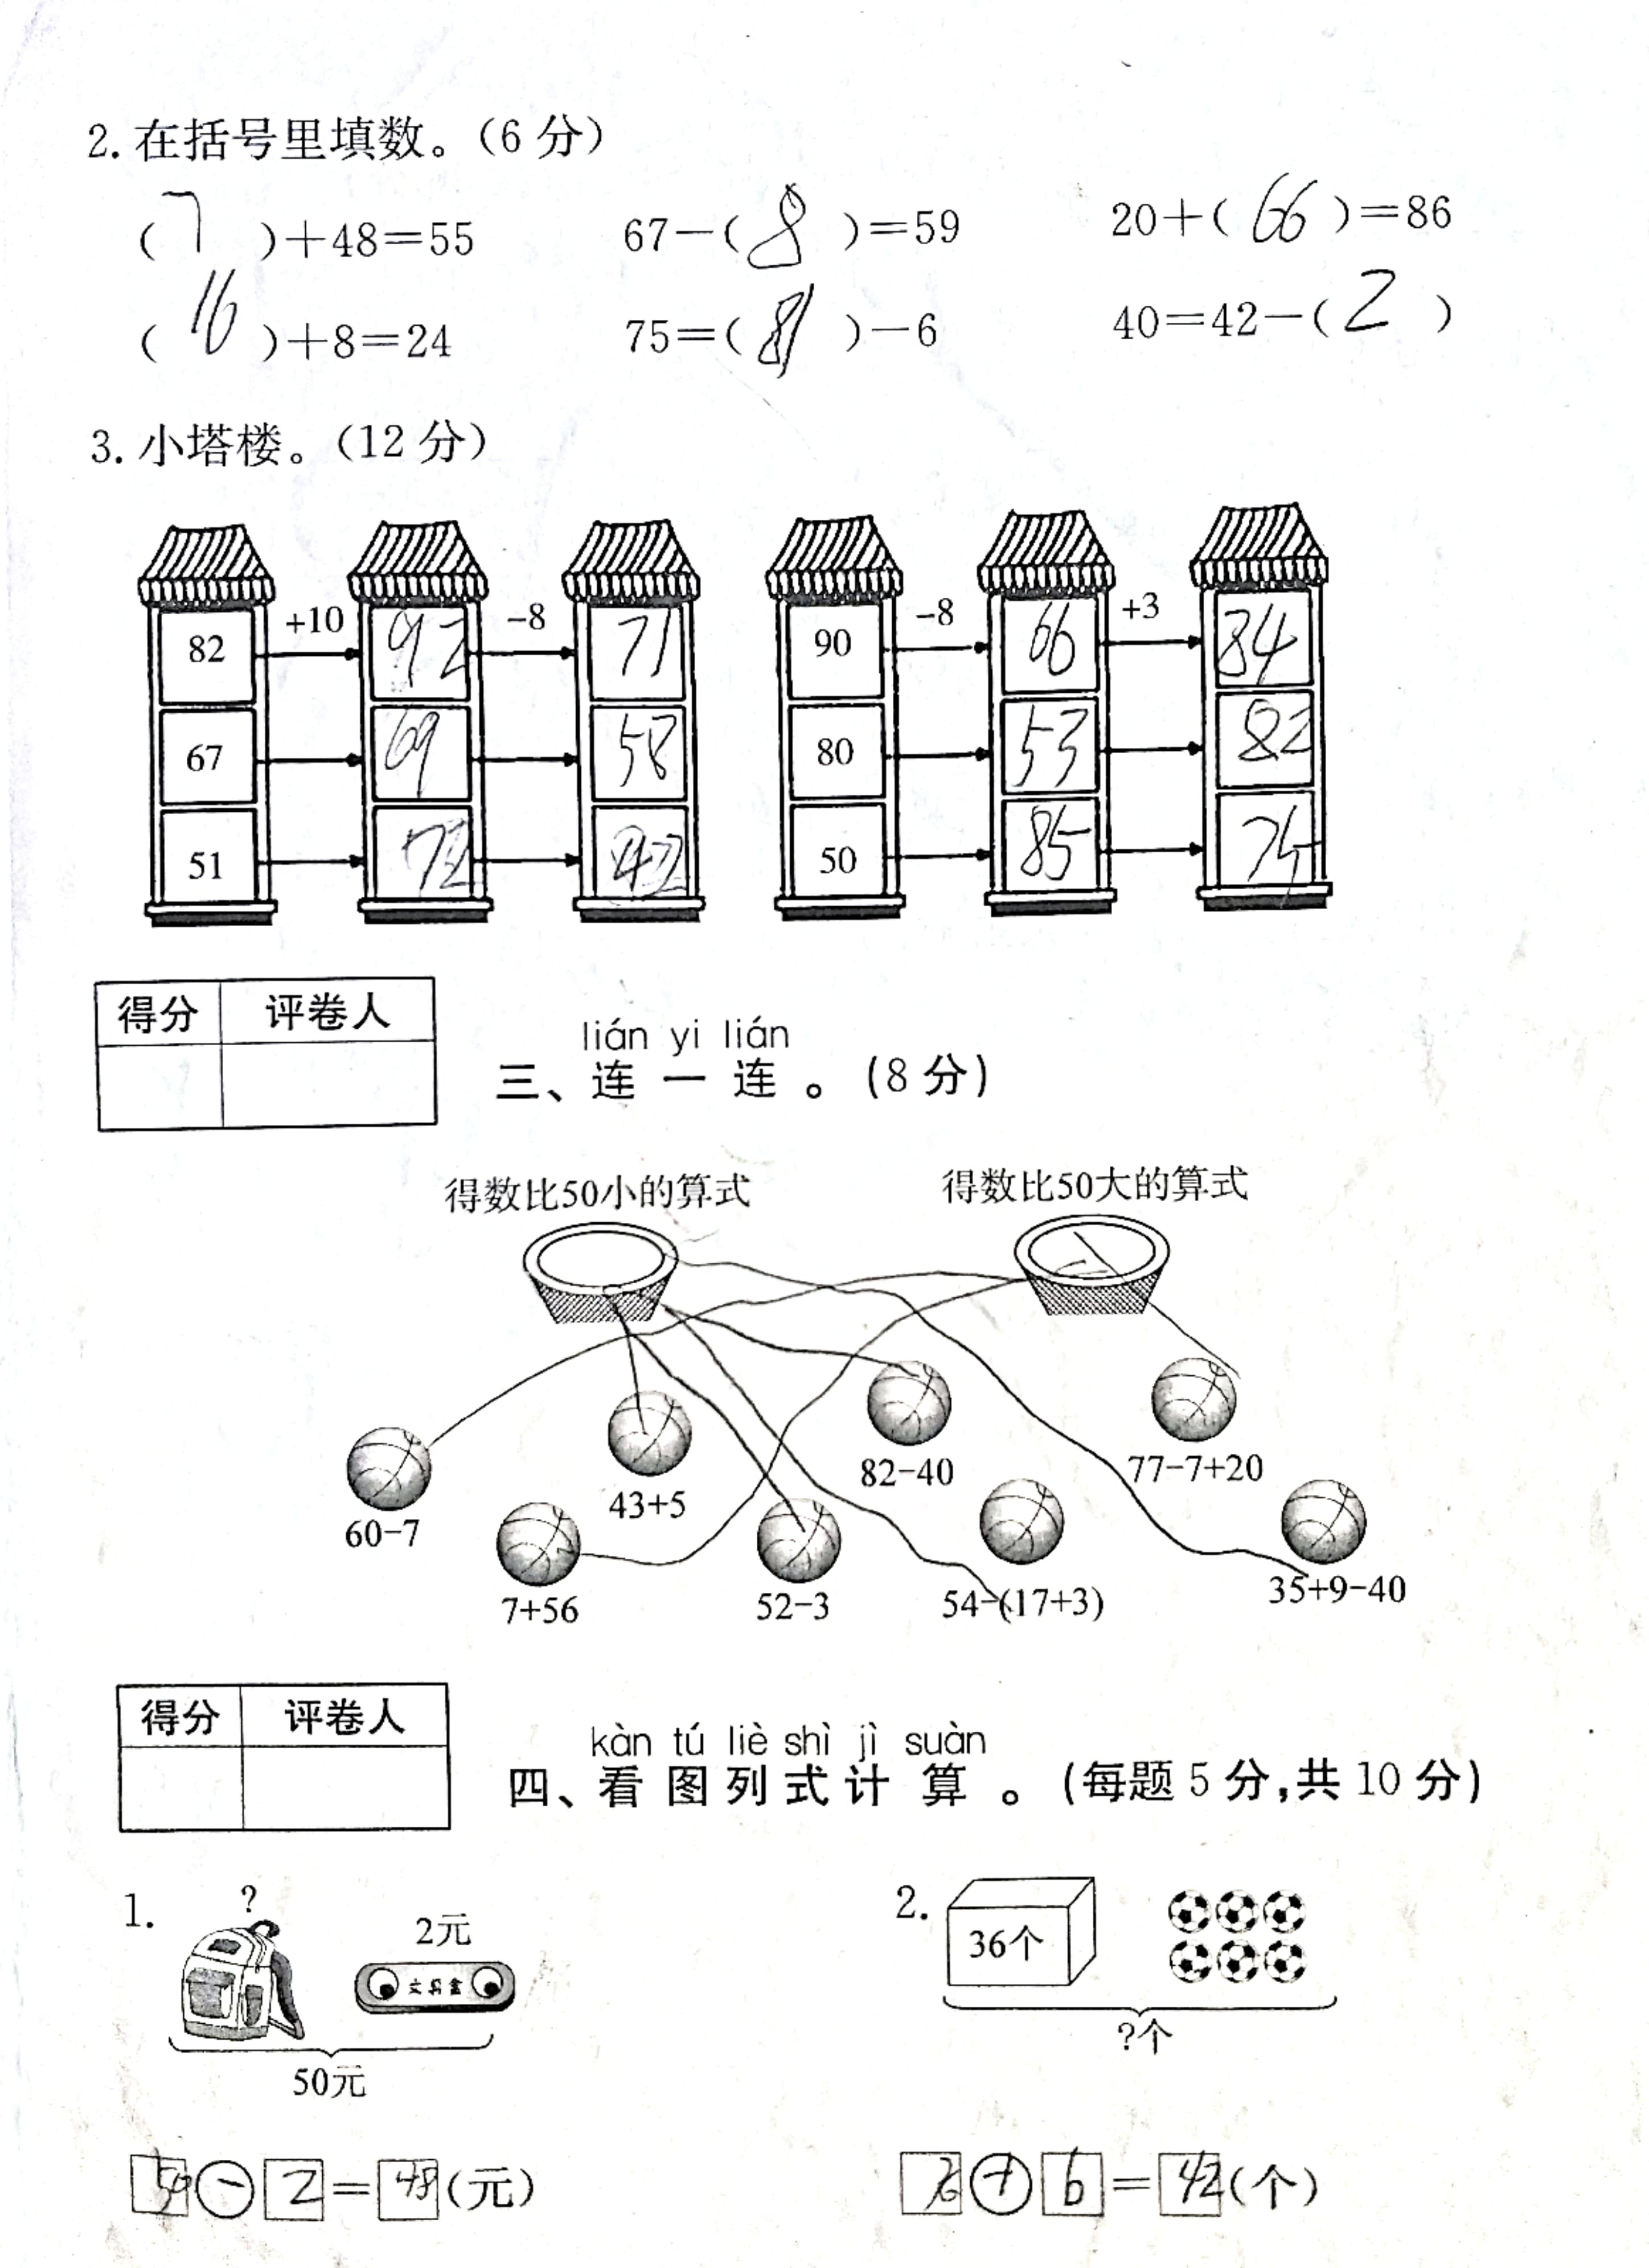 2. 在括号里填数。(6 分)
(7)+48=55 67-(8)=59 20+(66)=86
(16)+8=24 75=(81)-6 40=42-(2)
3. 小塔楼。(12 分)
+10 -8 -8 +3
82 92 71 90 66 84
67 69 58 80 53 82
51 72 42 50 85 75
得分 评卷人
lián yi lián
三、连一连。(8 分)
得数比50小的算式 得数比50大的算式
82-40 77-7+20
60-7 43+5
7+56 52-3 54-(17+3) 35+9-40
得分 评卷人
kàn tú liè shì jì suàn
四、看图列式计算。(每题 5 分,共 10 分)
1. ? 2元
文具盒
50元
50-2=48(元)
2. 36个
?个
+6=42(个)